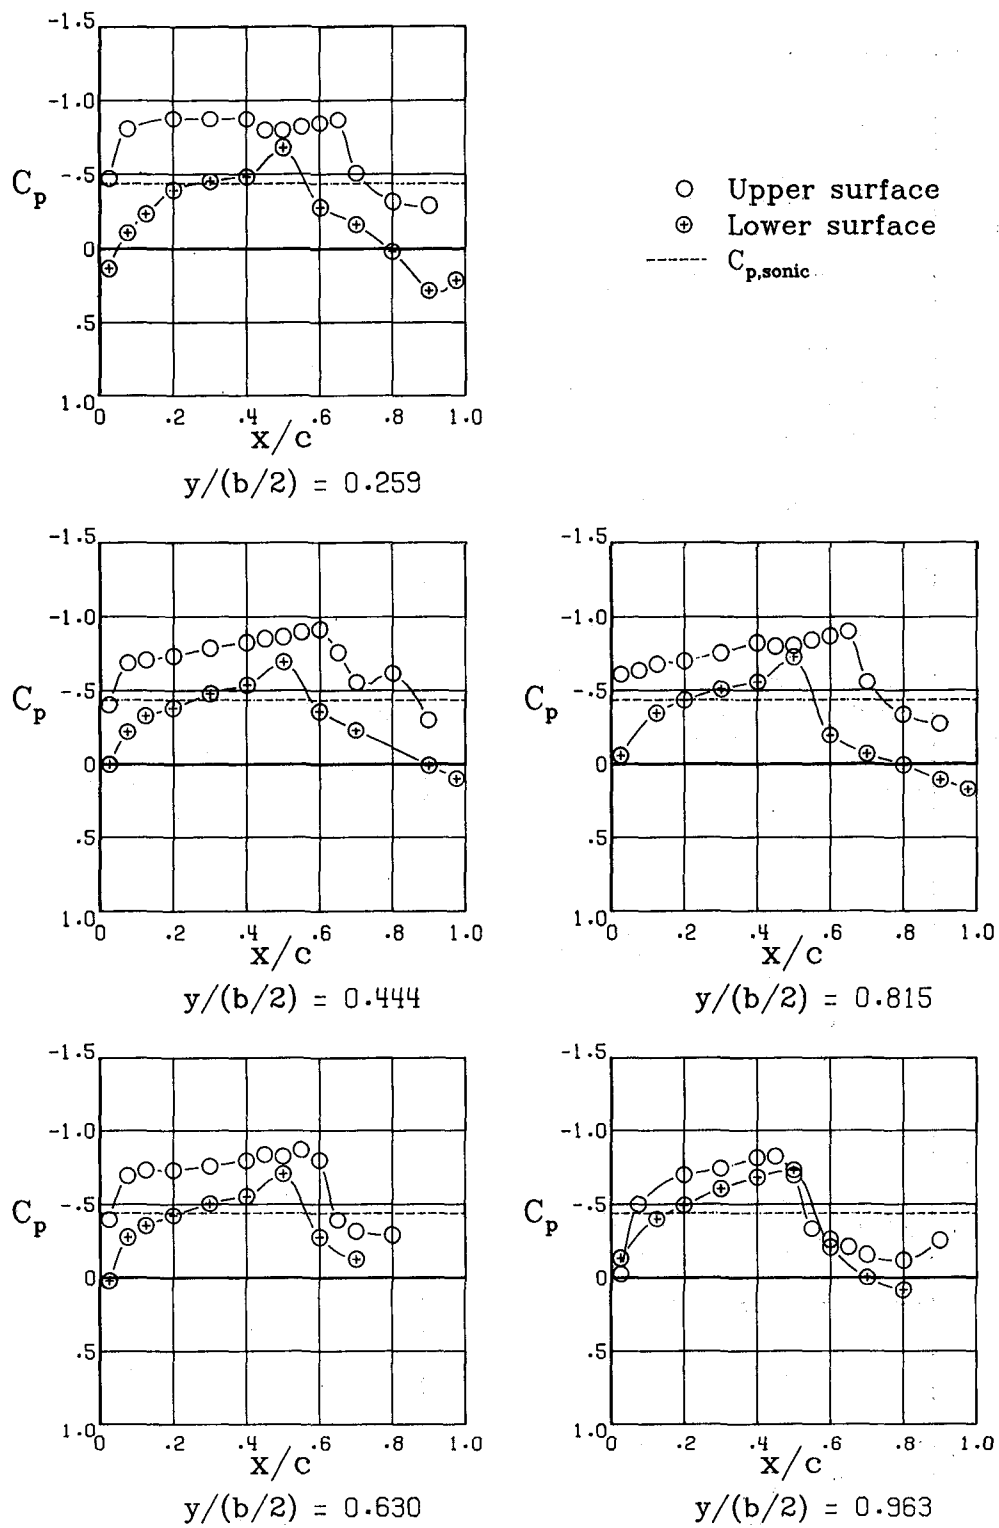 -1.5
-1.0
-.5
0
.5
1.0
C_p
0 .2 .4 .6 .8 1.0
x/c
y/(b/2) = 0.259
Upper surface
Lower surface
C_p,sonic
-1.5
-1.0
-.5
0
.5
1.0
C_p
0 .2 .4 .6 .8 1.0
x/c
y/(b/2) = 0.444
-1.5
-1.0
-.5
0
.5
1.0
C_p
0 .2 .4 .6 .8 1.0
x/c
y/(b/2) = 0.815
-1.5
-1.0
-.5
0
.5
1.0
C_p
0 .2 .4 .6 .8 1.0
x/c
y/(b/2) = 0.630
-1.5
-1.0
-.5
0
.5
1.0
C_p
0 .2 .4 .6 .8 1.0
x/c
y/(b/2) = 0.963